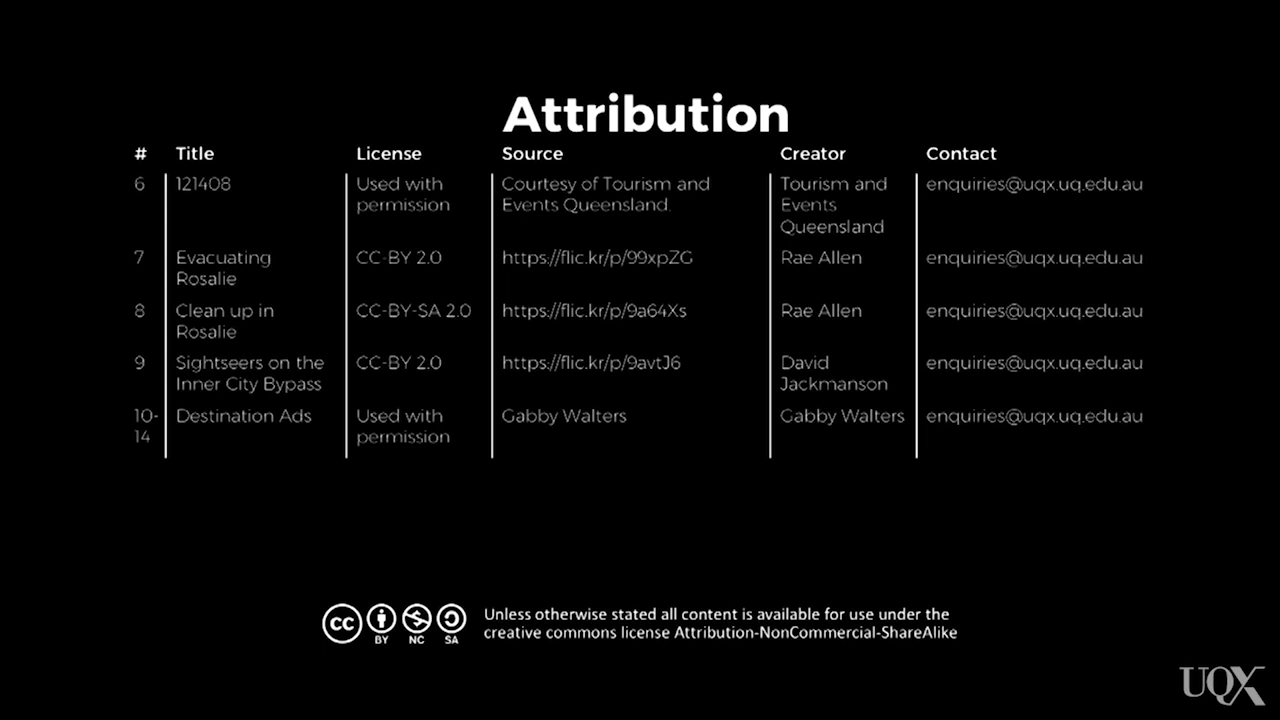 Attribution
# Title License Source Creator Contact
6 121408 Used with permission Courtesy of Tourism and Events Queensland. Tourism and Events Queensland enquiries@uqx.uq.edu.au
7 Evacuating Rosalie CC-BY 2.0 https://flic.kr/p/99xpZG Rae Allen enquiries@uqx.uq.edu.au
8 Clean up in Rosalie CC-BY-SA 2.0 https://flic.kr/p/9a64Xs Rae Allen enquiries@uqx.uq.edu.au
9 Sightseers on the Inner City Bypass CC-BY 2.0 https://flic.kr/p/9avtJ6 David Jackmanson enquiries@uqx.uq.edu.au
10-14 Destination Ads Used with permission Gabby Walters Gabby Walters enquiries@uqx.uq.edu.au
cc BY NC SA
Unless otherwise stated all content is available for use under the
creative commons license Attribution-NonCommercial-ShareAlike
UQX